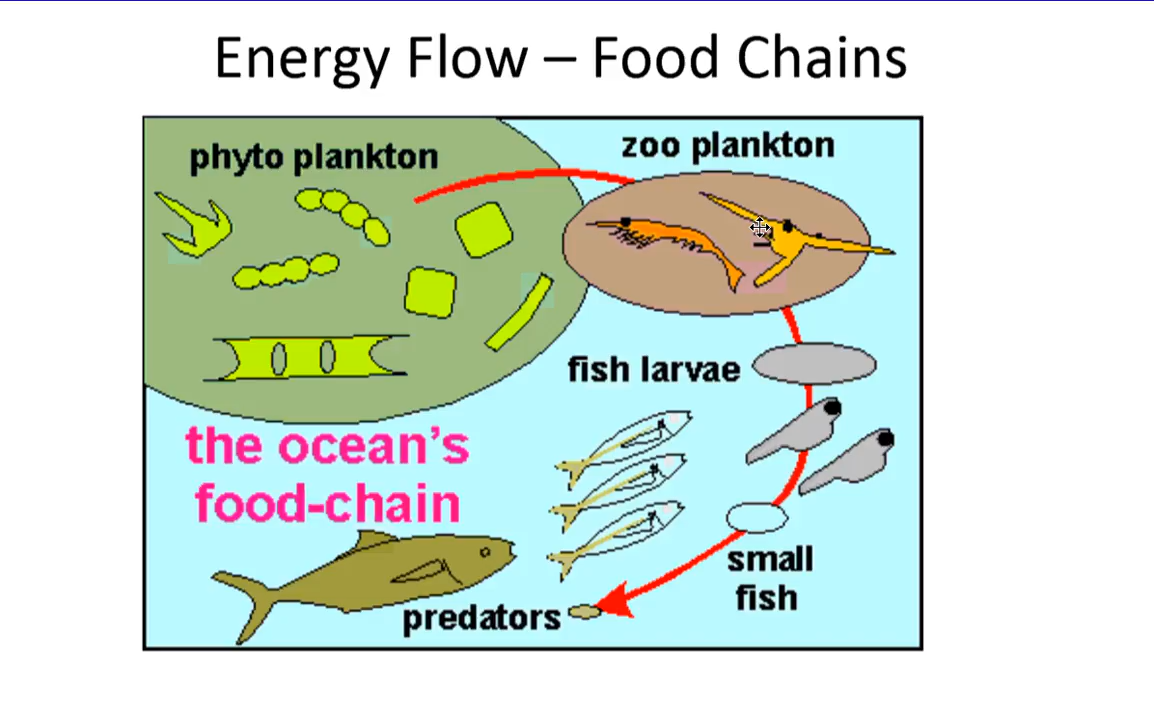 Energy Flow – Food Chains
phyto plankton
zoo plankton
fish larvae
the ocean's
food-chain
small
fish
predators